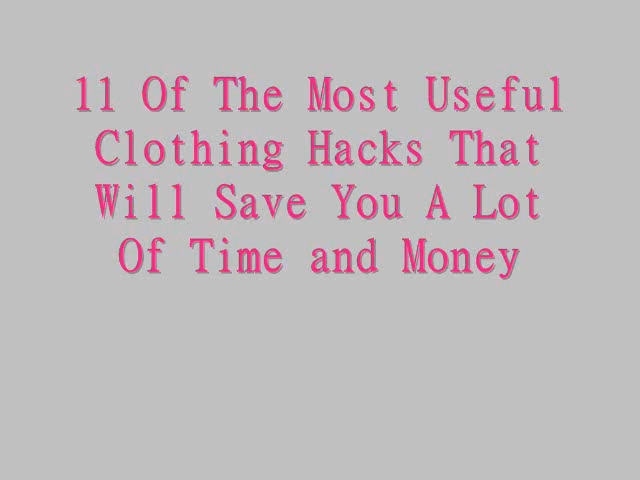 11 Of The Most Useful
Clothing Hacks That
Will Save You A Lot
Of Time and Money